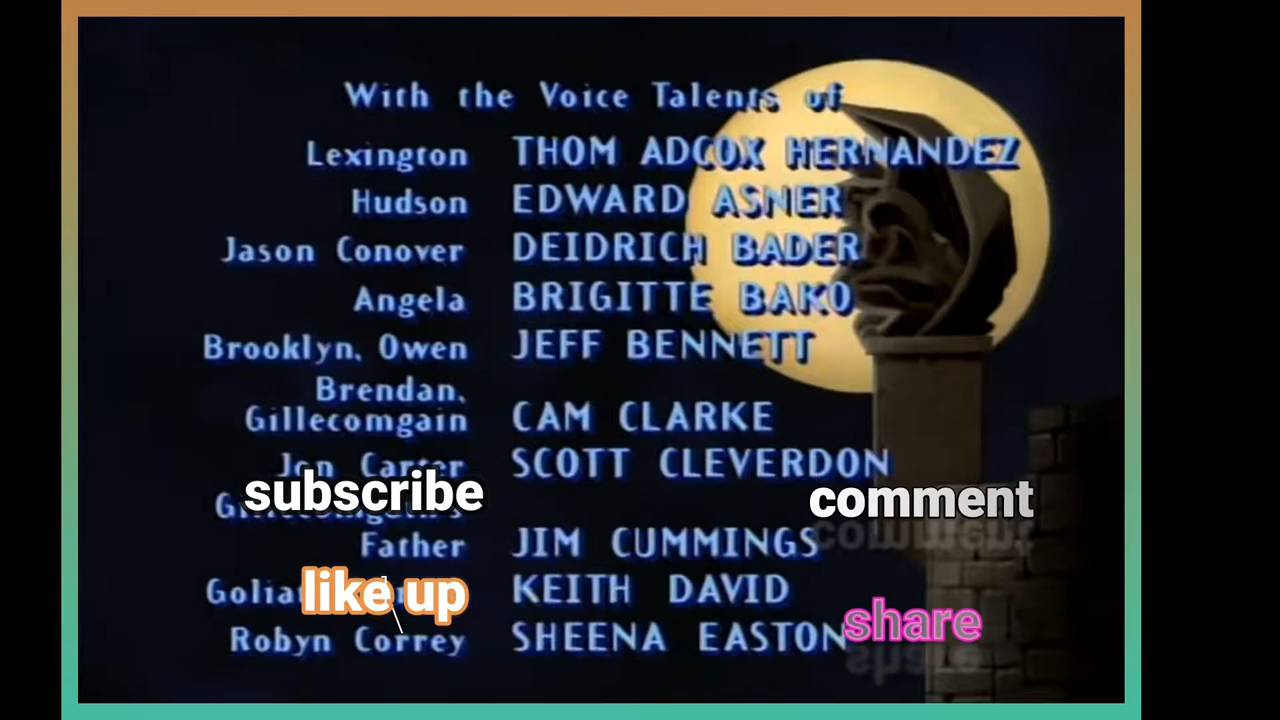 With the Voice Talents of
Lexington THOM ADCOX HERNANDEZ
Hudson EDWARD ASNER
Jason Conover DEIDRICH BADER
Angela BRIGITTE BAKO
Brooklyn, Owen JEFF BENNETT
Brendan,
Gillecomgain CAM CLARKE
Jon Carter SCOTT CLEVERDON
subscribe
comment
Father JIM CUMMINGS
KEITH DAVID
like up
share
Robyn Correy SHEENA EASTON